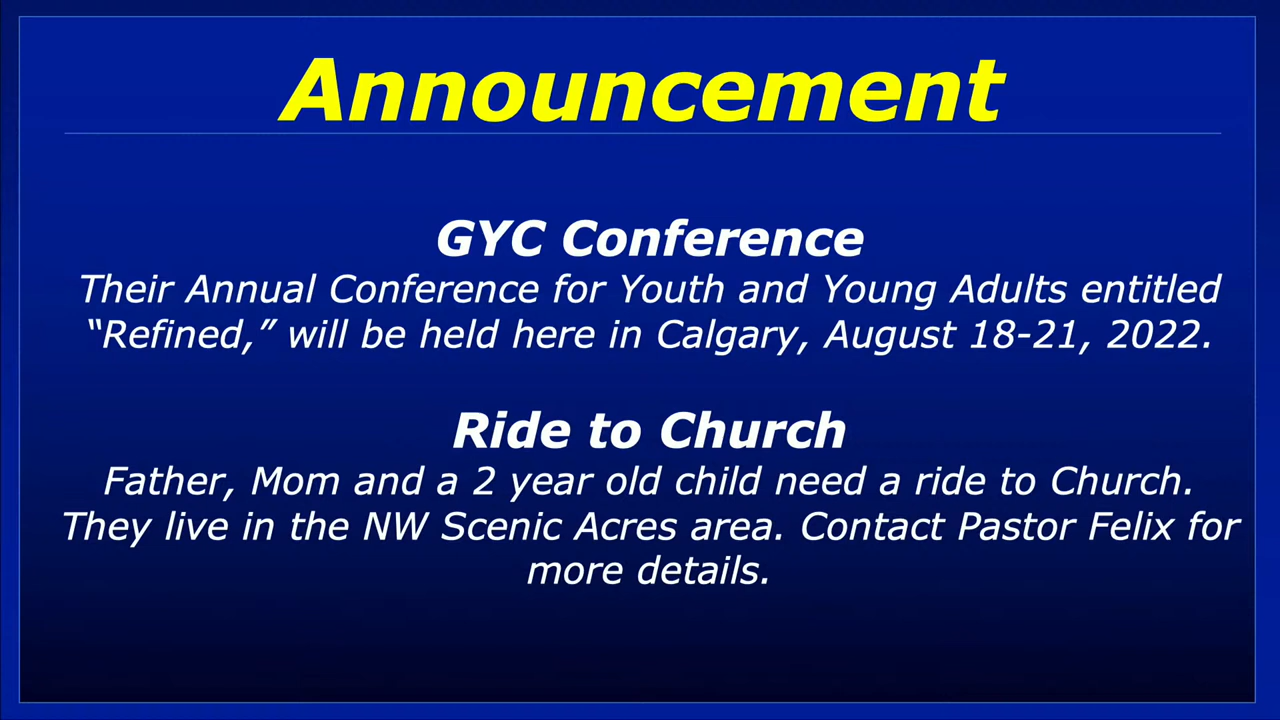 Announcement
GYC Conference
Their Annual Conference for Youth and Young Adults entitled
“Refined,” will be held here in Calgary, August 18-21, 2022.
Ride to Church
Father, Mom and a 2 year old child need a ride to Church.
They live in the NW Scenic Acres area. Contact Pastor Felix for
more details.